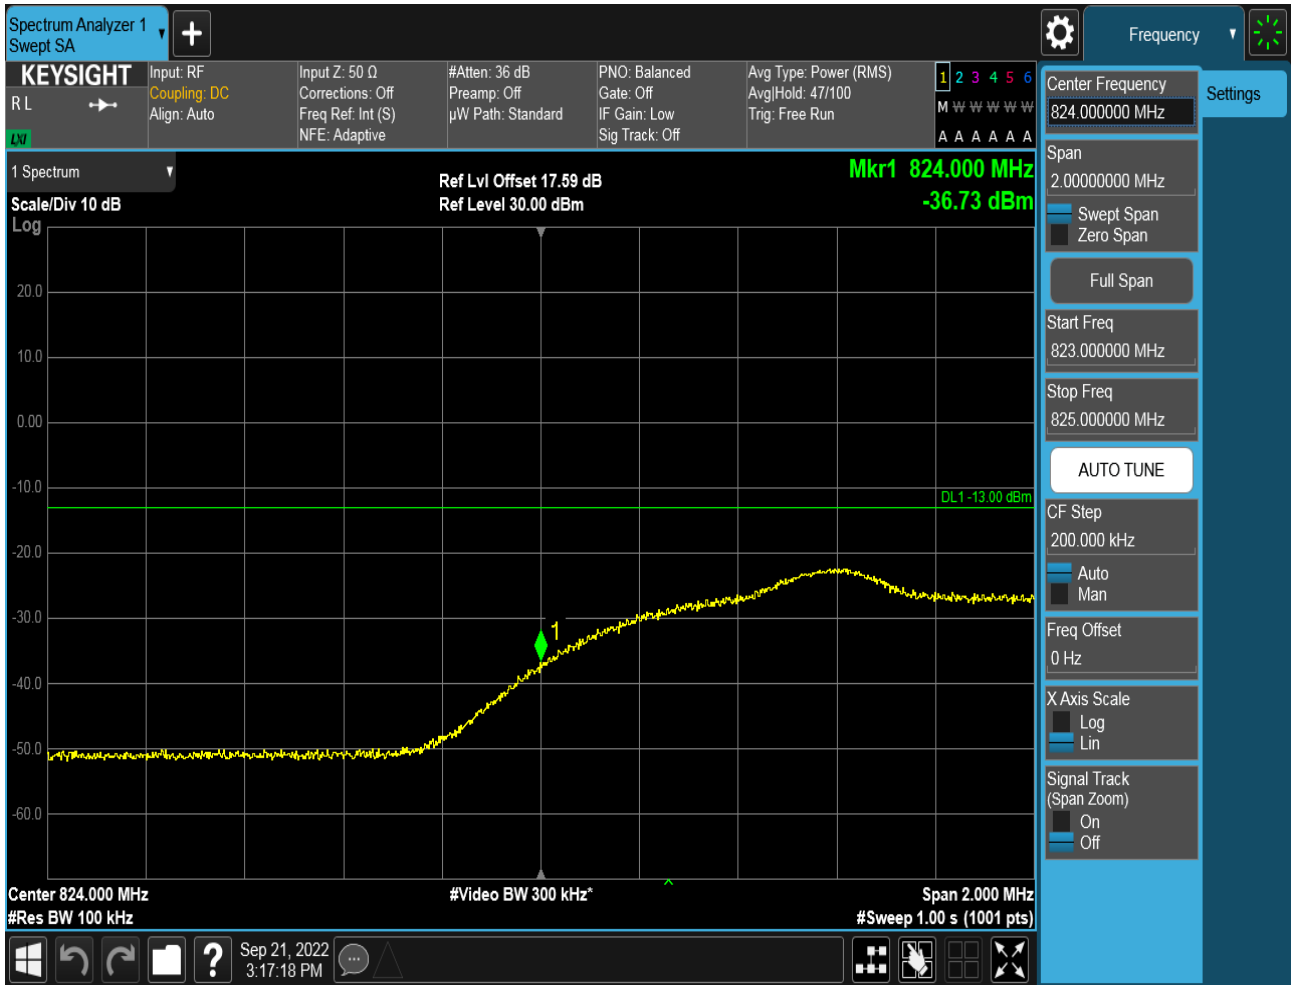 Spectrum Analyzer 1
Swept SA
Frequency
KEYSIGHT
R L
LXI
Input: RF
Coupling: DC
Align: Auto
Input Z: 50 Ω
Corrections: Off
Freq Ref: Int (S)
NFE: Adaptive
#Atten: 36 dB
Preamp: Off
µW Path: Standard
PNO: Balanced
Gate: Off
IF Gain: Low
Sig Track: Off
Avg Type: Power (RMS)
Avg|Hold: 47/100
Trig: Free Run
1 2 3 4 5 6
M W W W W W
A A A A A A
1 Spectrum
Scale/Div 10 dB
Log
Ref Lvl Offset 17.59 dB
Ref Level 30.00 dBm
Mkr1 824.000 MHz
-36.73 dBm
20.0
10.0
0.00
-10.0
DL1 -13.00 dBm
-20.0
-30.0
1
-40.0
-50.0
-60.0
Center 824.000 MHz
#Video BW 300 kHz*
Span 2.000 MHz
#Res BW 100 kHz
#Sweep 1.00 s (1001 pts)
Sep 21, 2022
3:17:18 PM
Center Frequency
824.000000 MHz
Settings
Span
2.00000000 MHz
Swept Span
Zero Span
Full Span
Start Freq
823.000000 MHz
Stop Freq
825.000000 MHz
AUTO TUNE
CF Step
200.000 kHz
Auto
Man
Freq Offset
0 Hz
X Axis Scale
Log
Lin
Signal Track
(Span Zoom)
On
Off